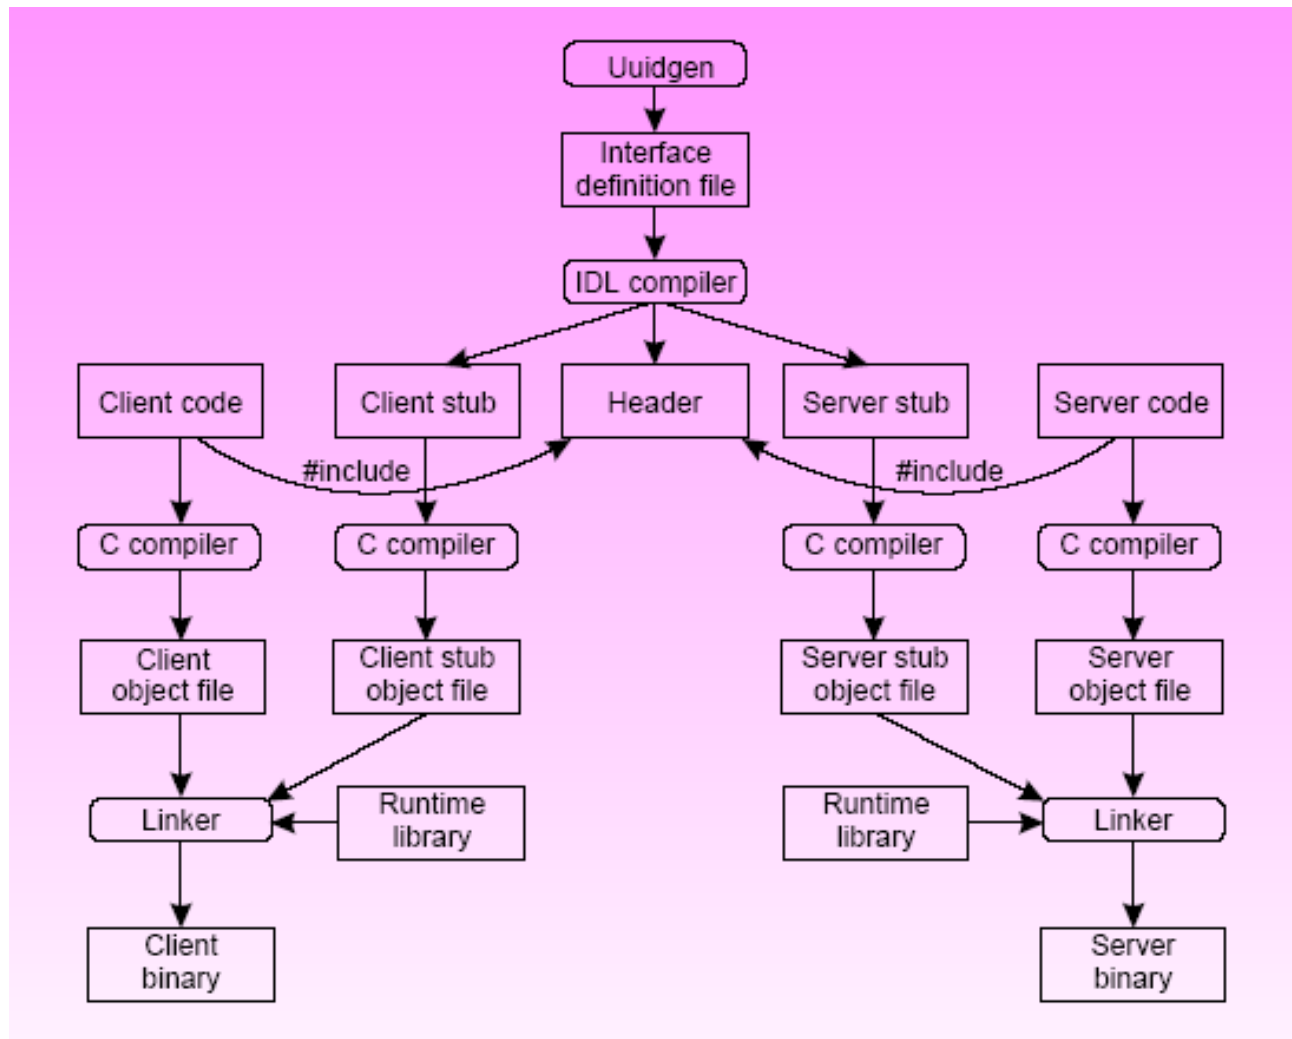 Uuidgen
Interface
definition file
IDL compiler
Client code
Client stub
Header
Server stub
Server code
#include
#include
C compiler
C compiler
C compiler
C compiler
Client
object file
Client stub
object file
Server stub
object file
Server
object file
Linker
Runtime
library
Runtime
library
Linker
Client
binary
Server
binary